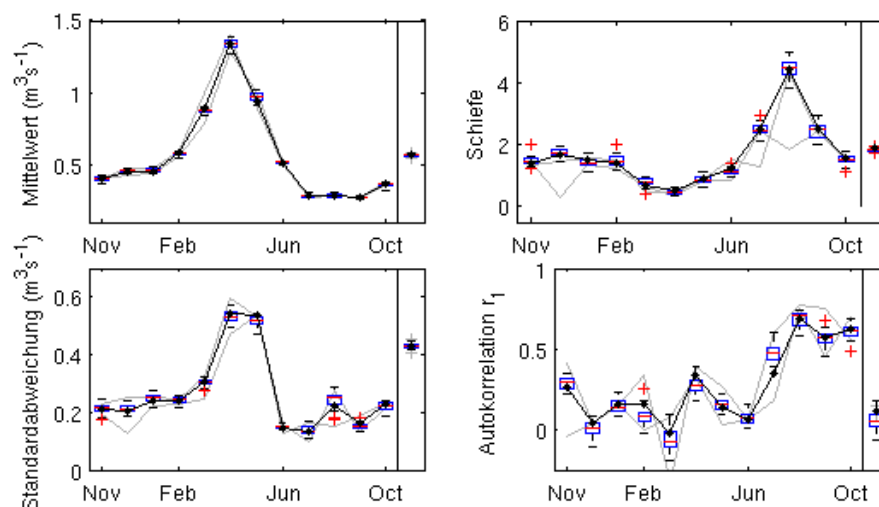 Mittelwert (m³s⁻¹)
1.5
1
0.5
Nov Feb Jun Oct
Schiefe
6
4
2
0
Nov Feb Jun Oct
Standardabweichung (m³s⁻¹)
0.6
0.4
0.2
0
Nov Feb Jun Oct
Autokorrelation r₁
1
0.5
0
Nov Feb Jun Oct